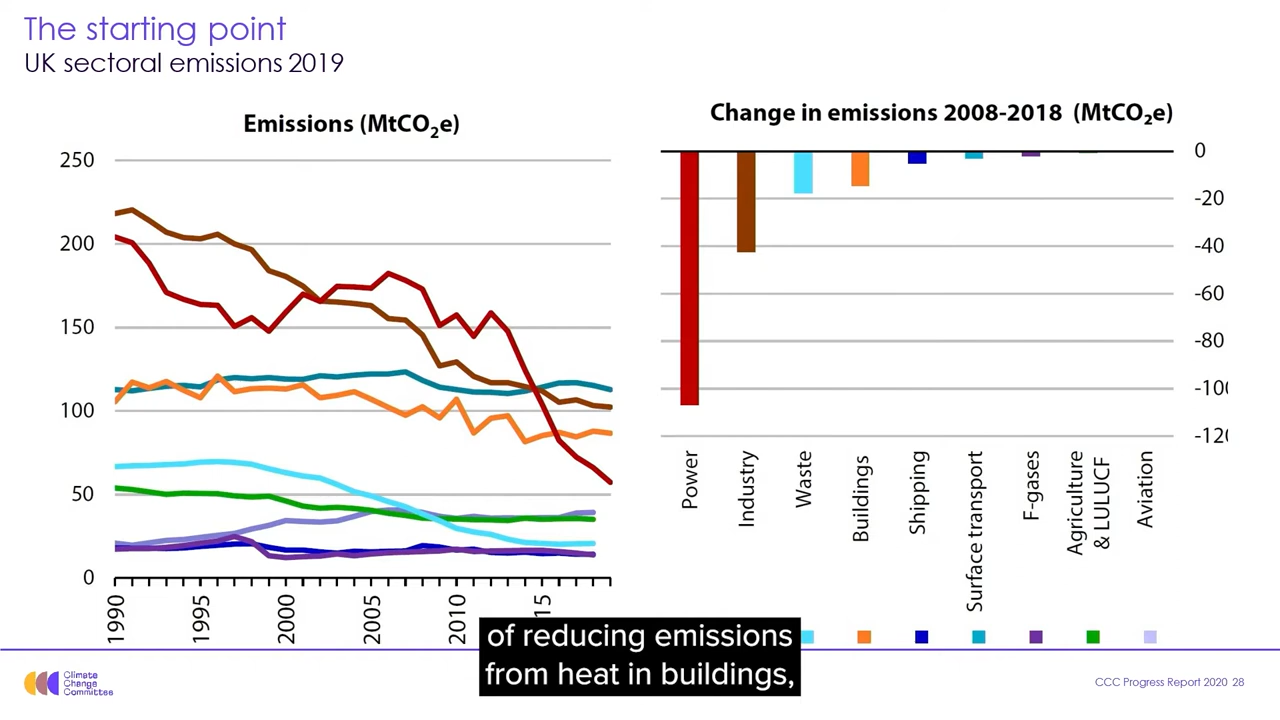 The starting point
UK sectoral emissions 2019
Emissions (MtCO₂e)
250
200
150
100
50
0
1990
1995
2000
2005
2010
15
Change in emissions 2008-2018 (MtCO₂e)
0
-20
-40
-60
-80
-100
-120
Power
Industry
Waste
Buildings
Shipping
Surface transport
F-gases
Agriculture
& LULUCF
Aviation
of reducing emissions
from heat in buildings,
Climate
Change
Committee
CCC Progress Report 2020 28